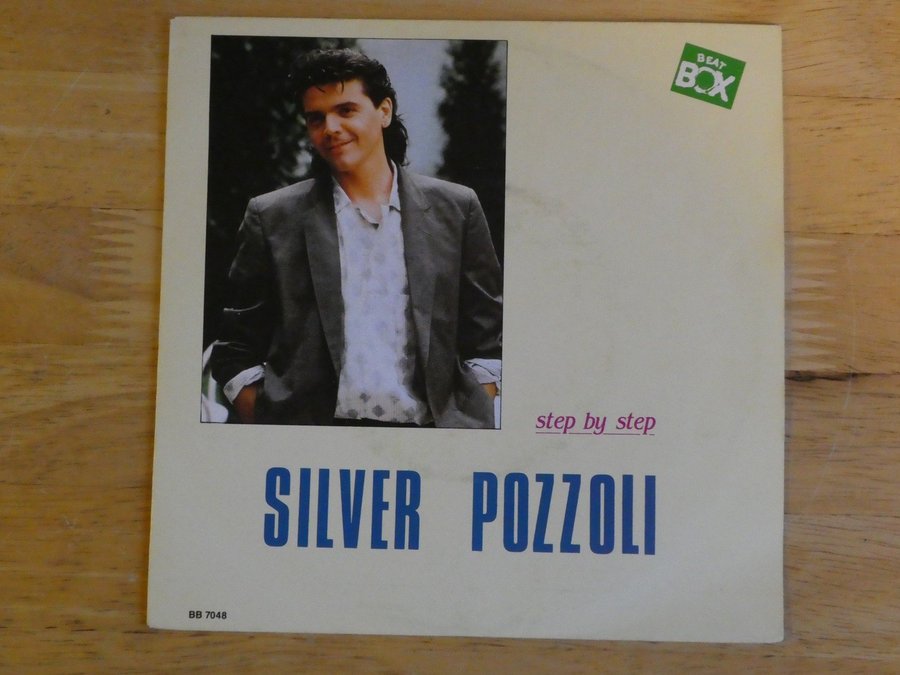 BEAT
BOX
step by step
SILVER POZZOLI
BB 7048